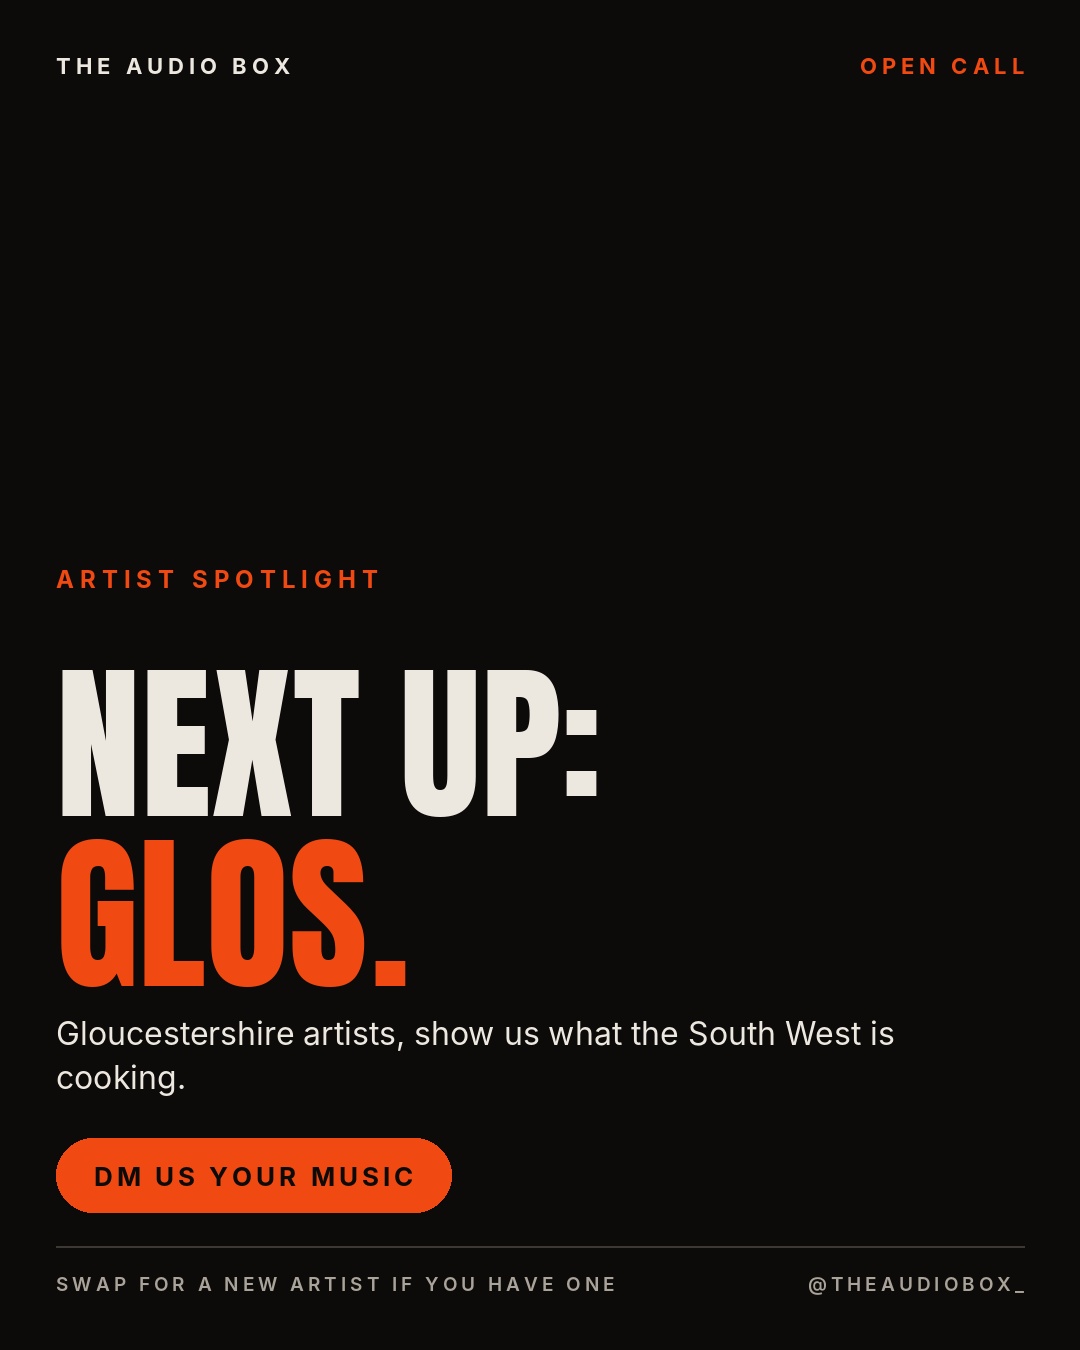 THE AUDIO BOX
OPEN CALL
ARTIST SPOTLIGHT
NEXT UP:
GLOS.
Gloucestershire artists, show us what the South West is
cooking.
DM US YOUR MUSIC
SWAP FOR A NEW ARTIST IF YOU HAVE ONE
@THEAUDIOBOX_